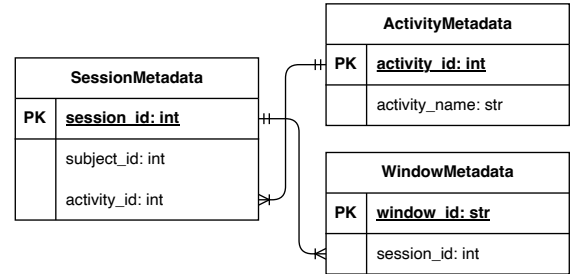 SessionMetadata
PK session_id: int
subject_id: int
activity_id: int
ActivityMetadata
PK activity_id: int
activity_name: str
WindowMetadata
PK window_id: str
session_id: int